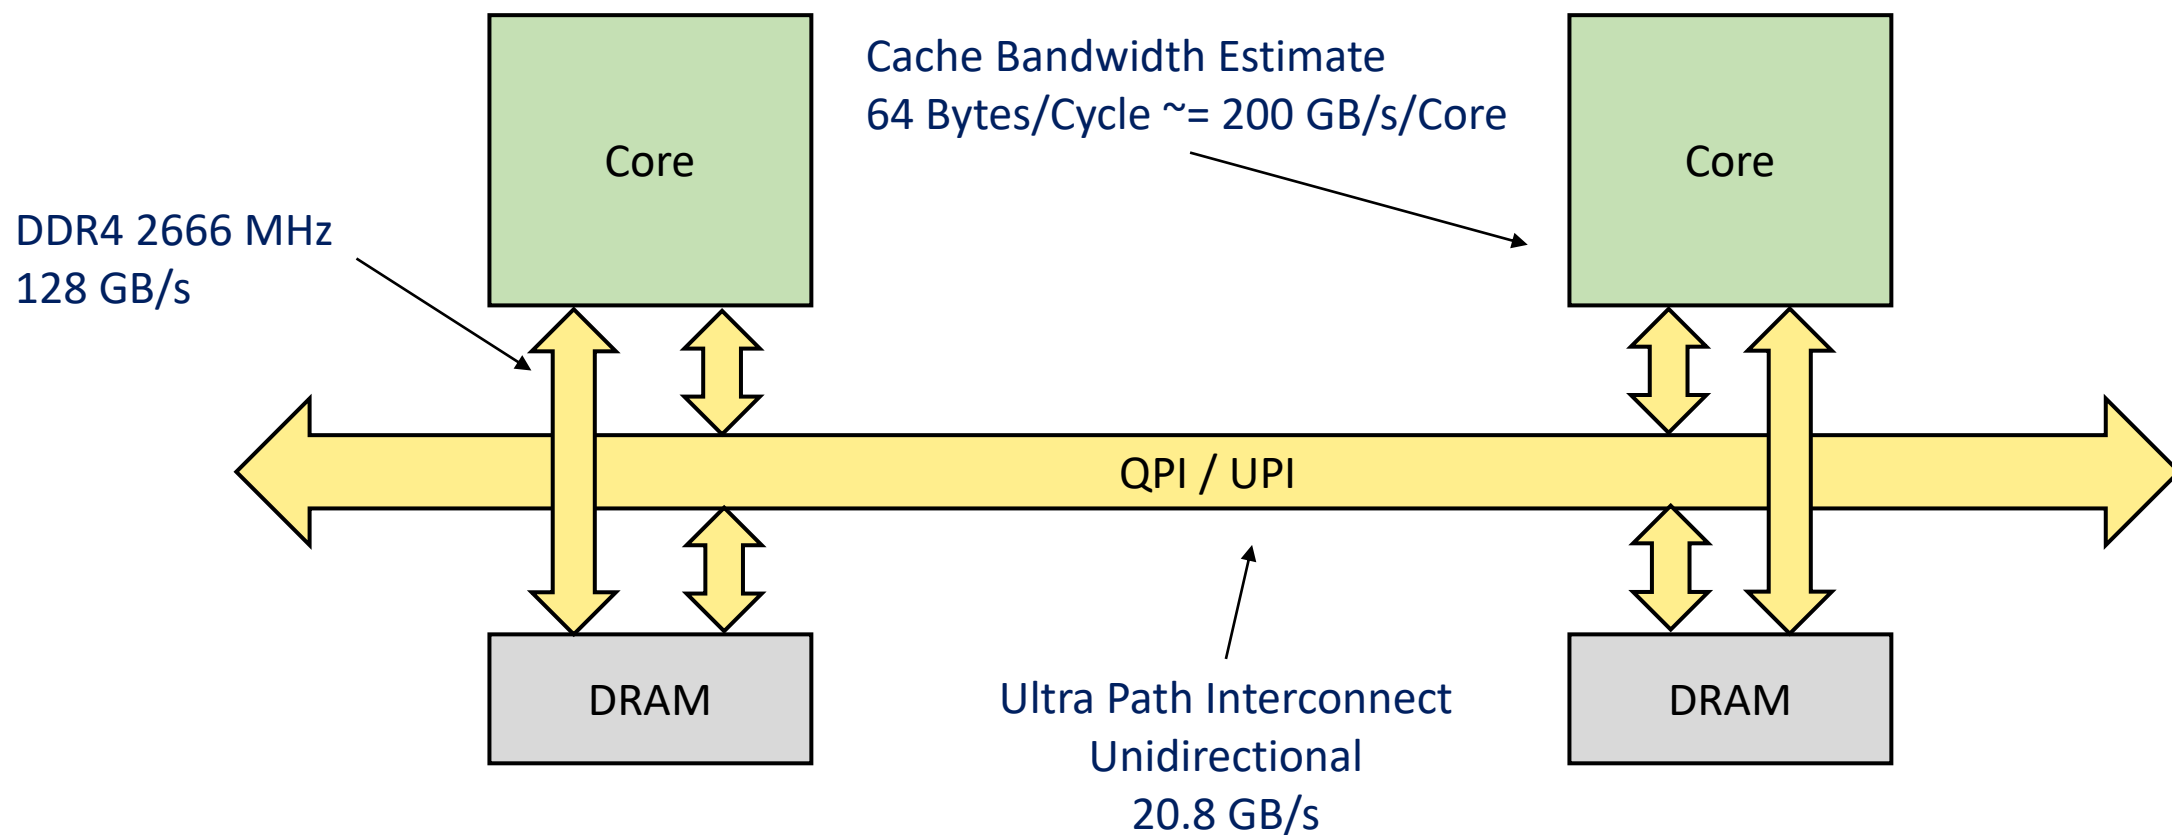 Core
Cache Bandwidth Estimate
64 Bytes/Cycle ~= 200 GB/s/Core
Core
DDR4 2666 MHz
128 GB/s
QPI / UPI
DRAM
Ultra Path Interconnect
Unidirectional
20.8 GB/s
DRAM